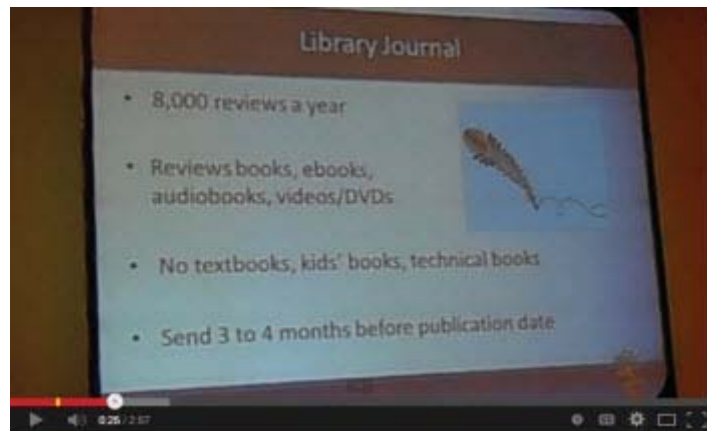 Library Journal
• 8,000 reviews a year
• Reviews books, ebooks,
audiobooks, videos/DVDs
• No textbooks, kids' books, technical books
• Send 3 to 4 months before publication date
0:26 / 2:57